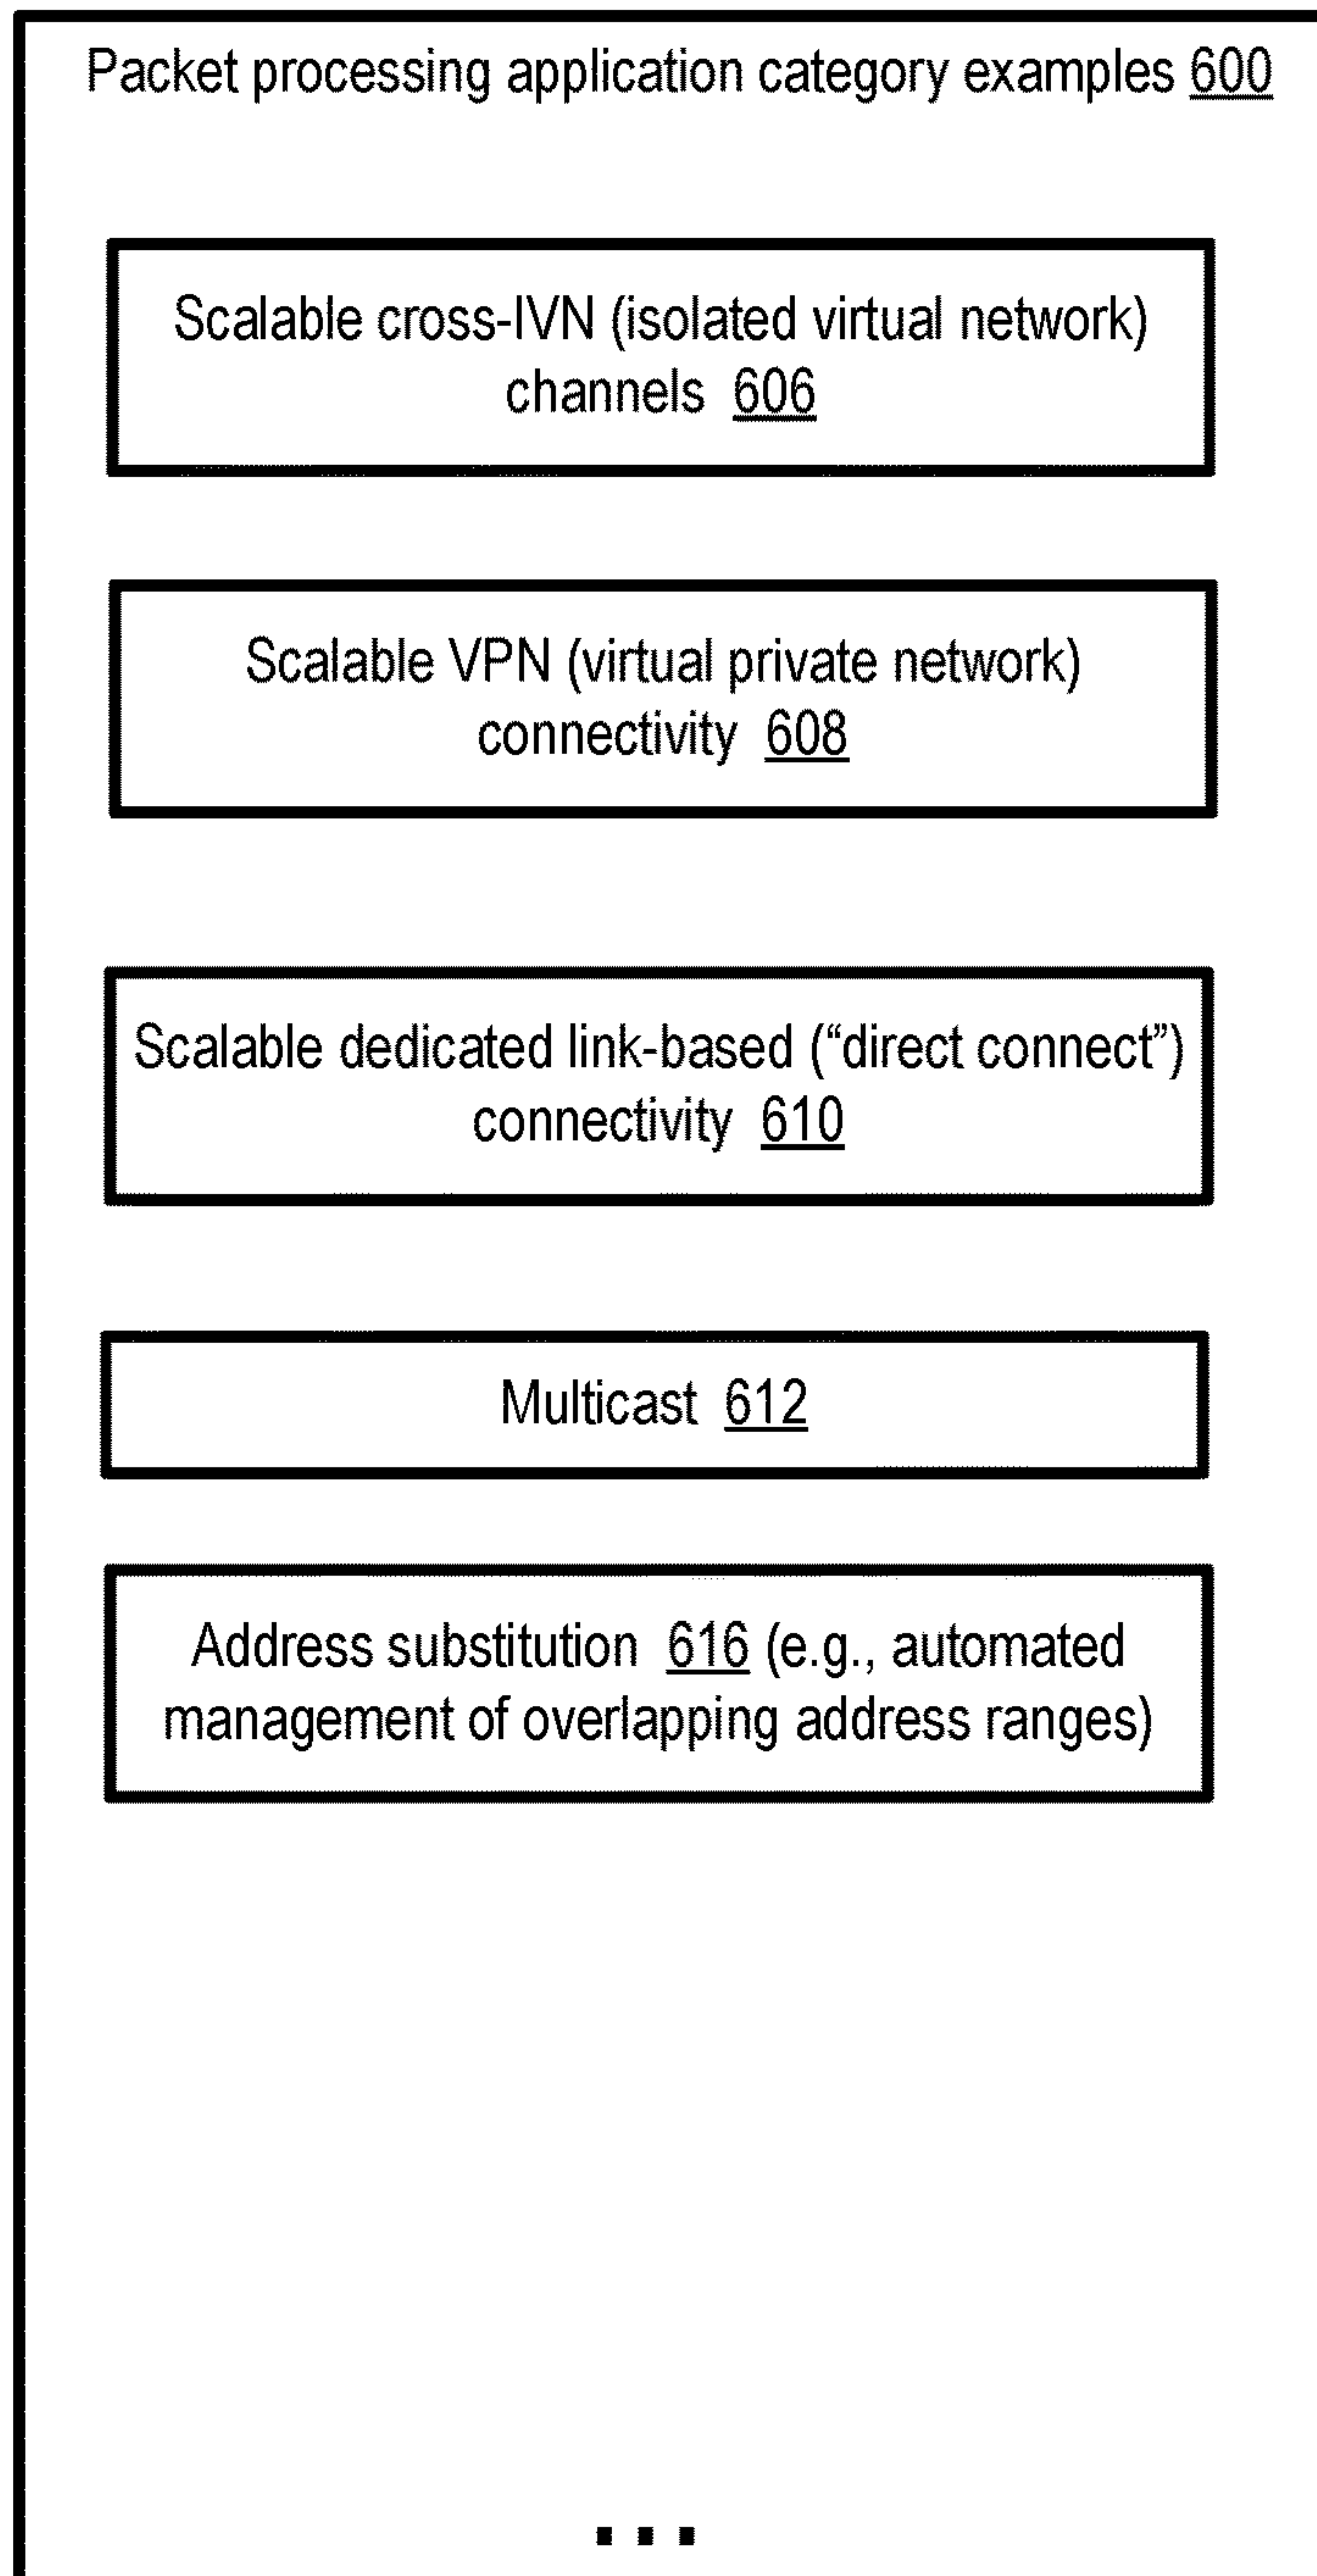 Packet processing application category examples 600
Scalable cross-IVN (isolated virtual network)
channels 606
Scalable VPN (virtual private network)
connectivity 608
Scalable dedicated link-based (“direct connect”)
connectivity 610
Multicast 612
Address substitution 616 (e.g., automated
management of overlapping address ranges)
...